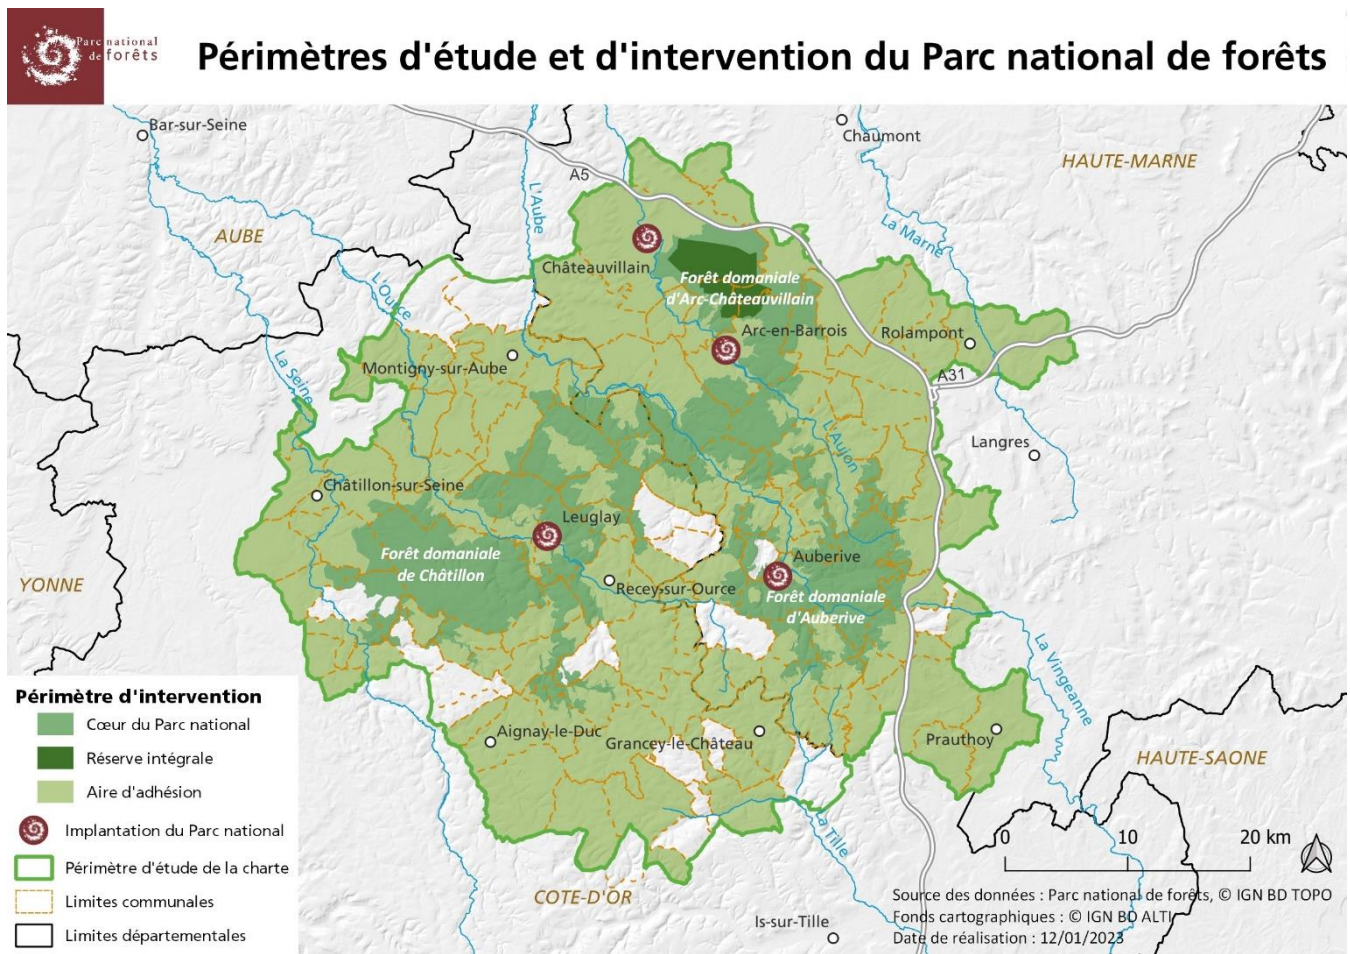 Parc national
de forêts
Périmètres d'étude et d'intervention du Parc national de forêts
Bar-sur-Seine
Chaumont
HAUTE-MARNE
A5
L'Aube
La Marne
AUBE
Châteauvillain
Forêt domaniale
d'Arc-Châteauvillain
L'Ource
Arc-en-Barrois
Rolampont
Montigny-sur-Aube
La Seine
A31
L'Aujon
Langres
Châtillon-sur-Seine
Leuglay
Forêt domaniale
de Châtillon
Auberive
YONNE
Recey-sur-Ource
Forêt domaniale
d'Auberive
La Vingeanne
Aignay-le-Duc
Grancey-le-Château
Prauthoy
HAUTE-SAONE
La Tille
COTE-D'OR
Is-sur-Tille
Périmètre d'intervention
Cœur du Parc national
Réserve intégrale
Aire d'adhésion
Implantation du Parc national
Périmètre d'étude de la charte
Limites communales
Limites départementales
0 10 20 km
Source des données : Parc national de forêts, © IGN BD TOPO
Fonds cartographiques : © IGN BD ALTI
Date de réalisation : 12/01/2023